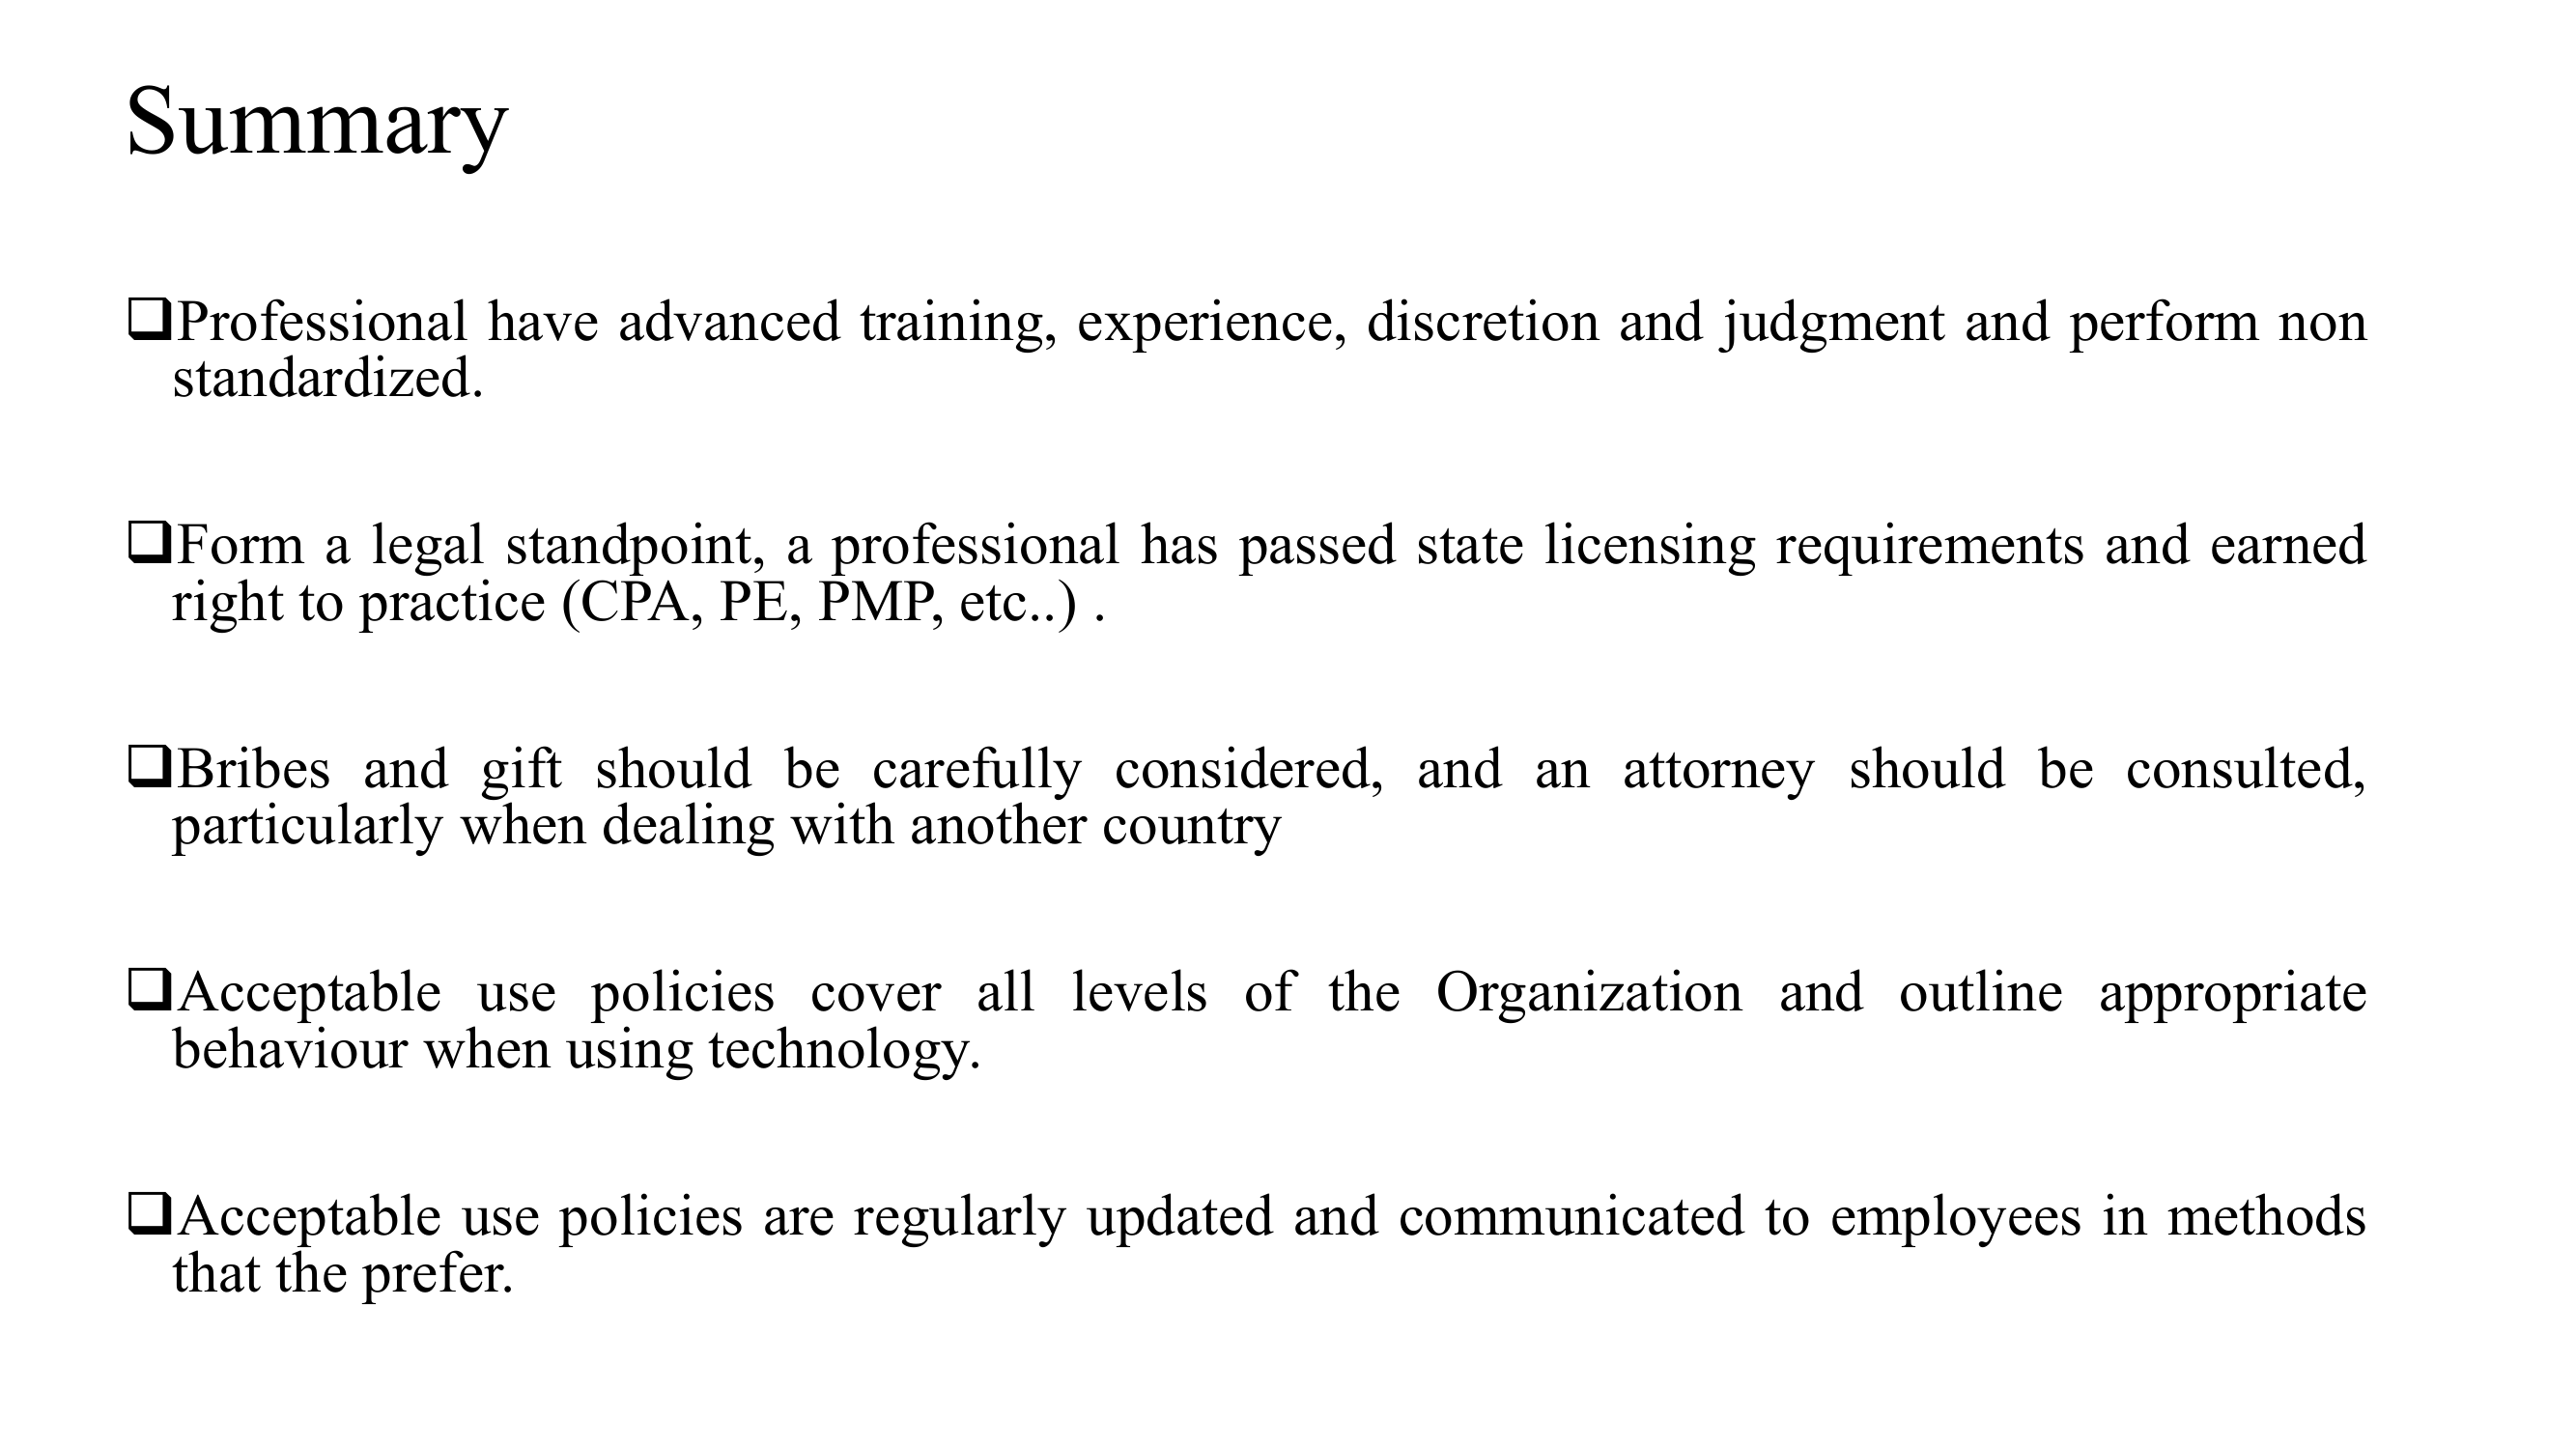 Summary
❑Professional have advanced training, experience, discretion and judgment and perform non
standardized.
❑Form a legal standpoint, a professional has passed state licensing requirements and earned
right to practice (CPA, PE, PMP, etc..) .
❑Bribes and gift should be carefully considered, and an attorney should be consulted,
particularly when dealing with another country
❑Acceptable use policies cover all levels of the Organization and outline appropriate
behaviour when using technology.
❑Acceptable use policies are regularly updated and communicated to employees in methods
that the prefer.